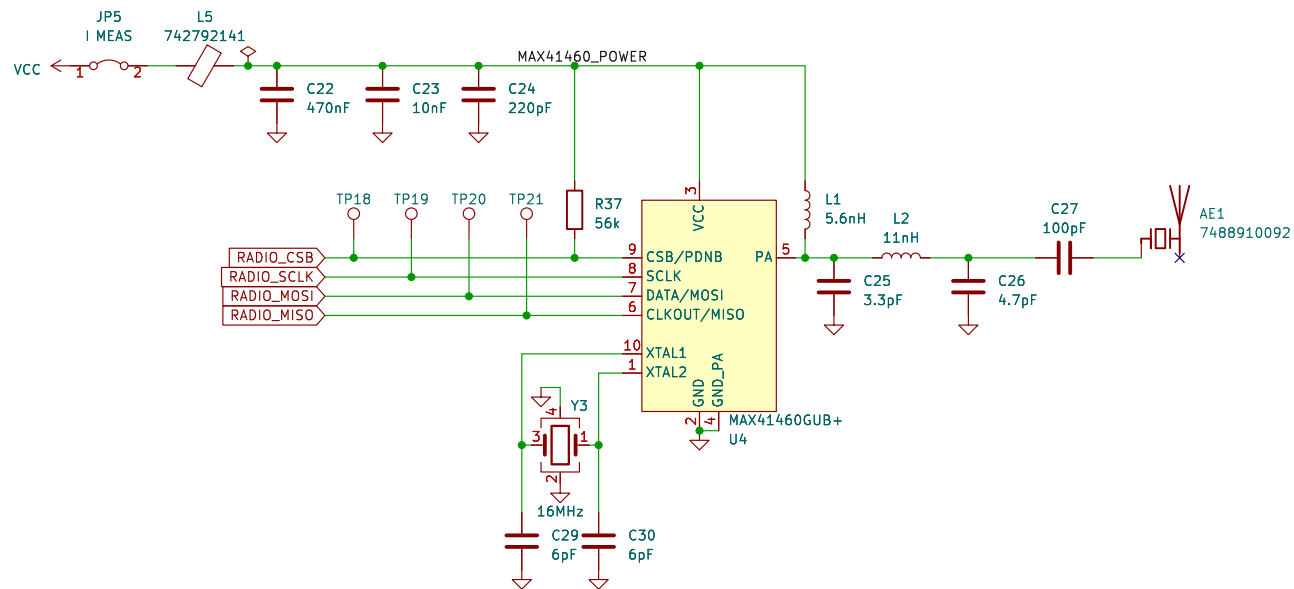 JP5
I MEAS
L5
742792141
VCC
1
2
MAX41460_POWER
C22
470nF
C23
10nF
C24
220pF
TP18
TP19
TP20
TP21
R37
56k
3
VCC
L1
5.6nH
L2
11nH
C27
100pF
AE1
7488910092
RADIO_CSB
RADIO_SCLK
RADIO_MOSI
RADIO_MISO
9
CSB/PDNB
8
SCLK
7
DATA/MOSI
6
CLKOUT/MISO
PA
5
C25
3.3pF
C26
4.7pF
10
XTAL1
1
XTAL2
GND
GND_PA
2
4
MAX41460GUB+
U4
Y3
4
3
1
2
16MHz
C29
6pF
C30
6pF